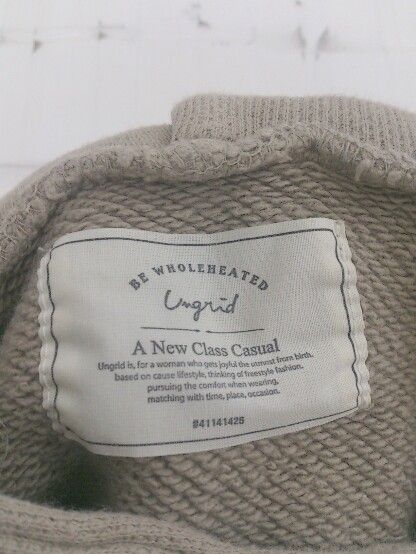 BE WHOLEHEATED
Ungrid
A New Class Casual
Ungrid is, for a woman who gets joyful the utmost from birth.
based on cause lifestyle, thinking of freestyle fashion.
pursuing the comfort when wearing,
matching with time, place, occasion.
#41141426